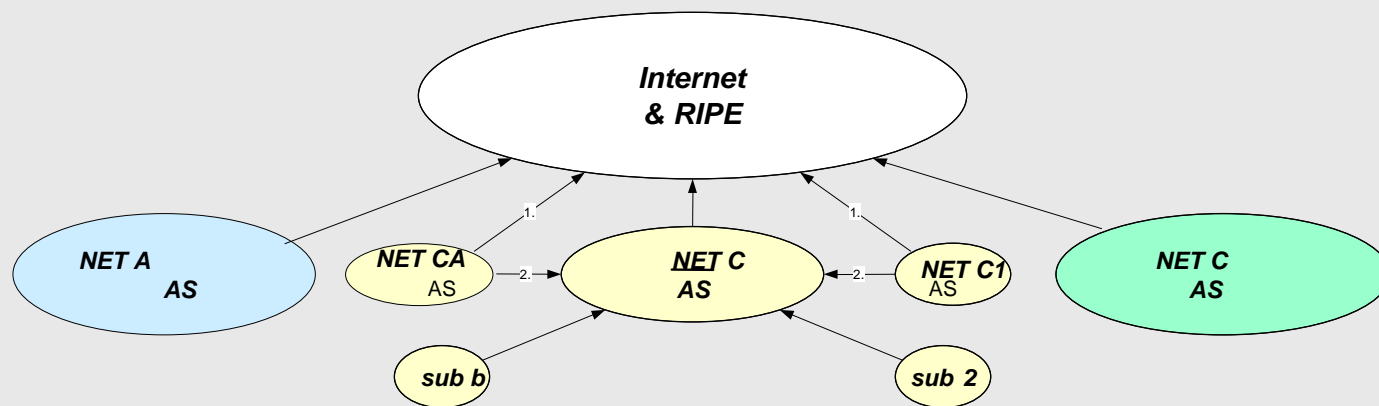 Internet
& RIPE
1.
1.
NET A
AS
NET CA
AS
2.
NET C
AS
2.
NET C1
AS
NET C
AS
sub b
sub 2